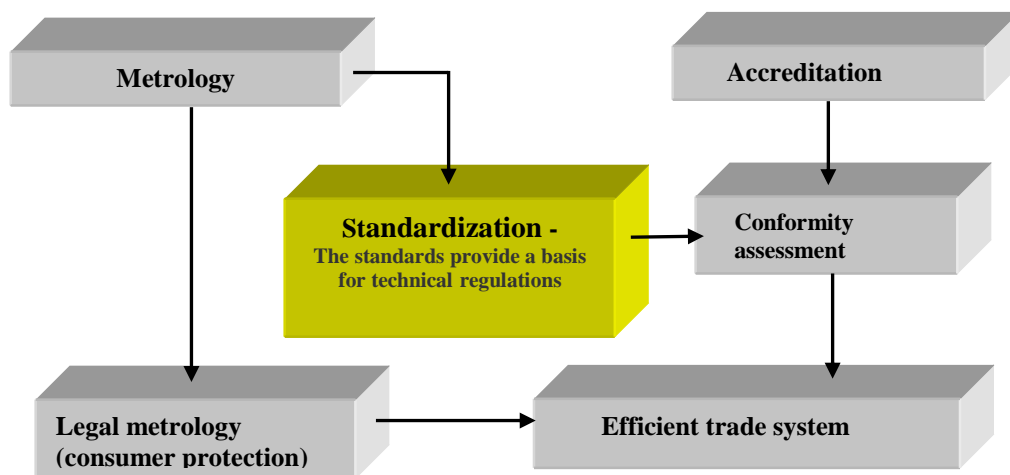 Metrology
Accreditation
Standardization -
The standards provide a basis
for technical regulations
Conformity
assessment
Legal metrology
(consumer protection)
Efficient trade system